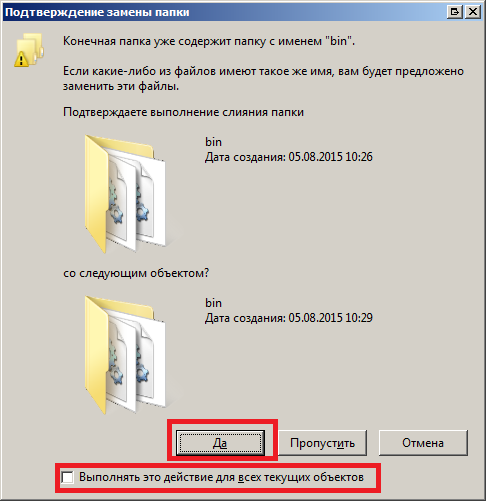 Подтверждение замены папки
Конечная папка уже содержит папку с именем "bin".
Если какие-либо из файлов имеют такое же имя, вам будет предложено
заменить эти файлы.
Подтверждаете выполнение слияния папки
bin
Дата создания: 05.08.2015 10:26
со следующим объектом?
bin
Дата создания: 05.08.2015 10:29
Да Пропустить Отмена
Выполнять это действие для всех текущих объектов